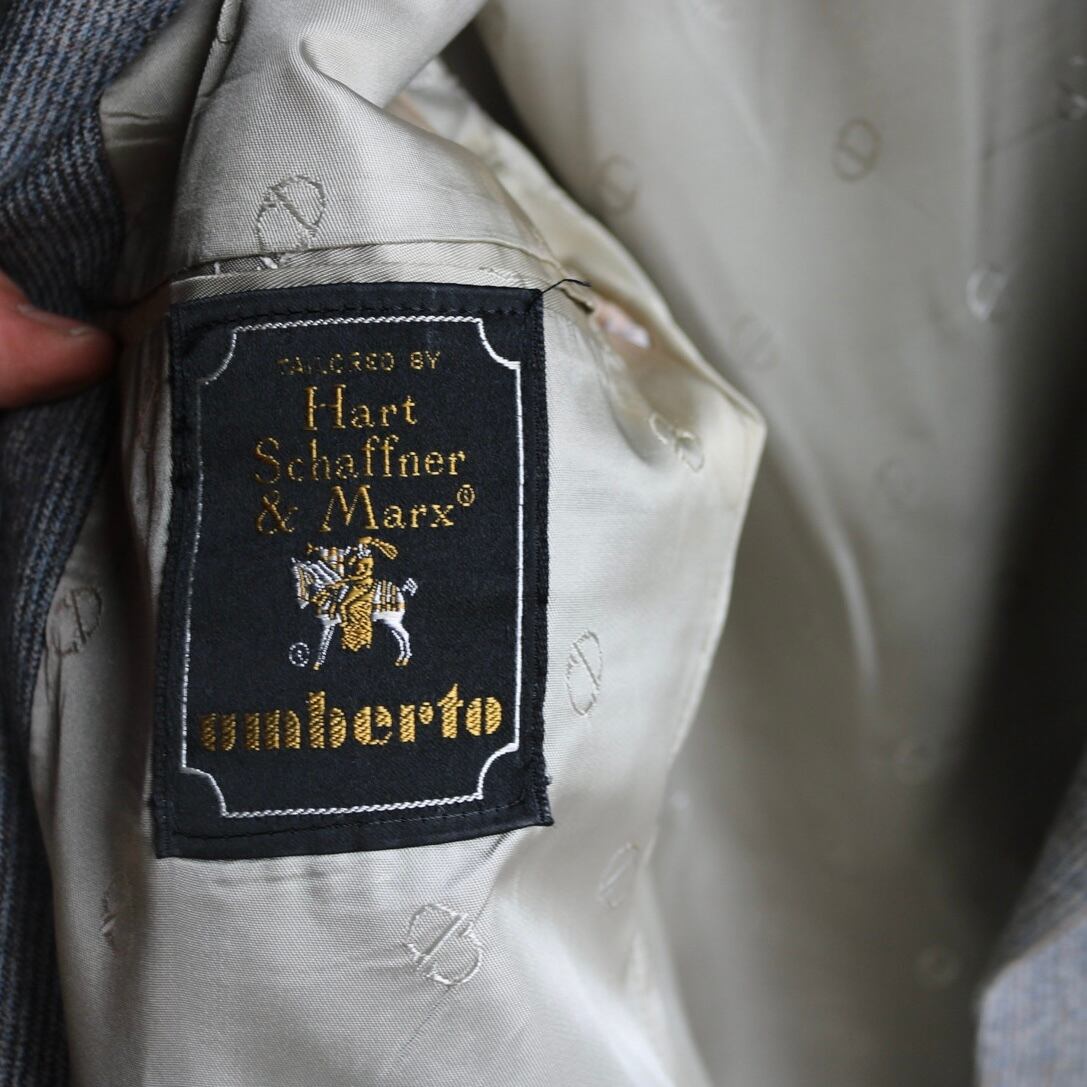 TAILORED BY
Hart
Schaffner
& Marx®
umberto